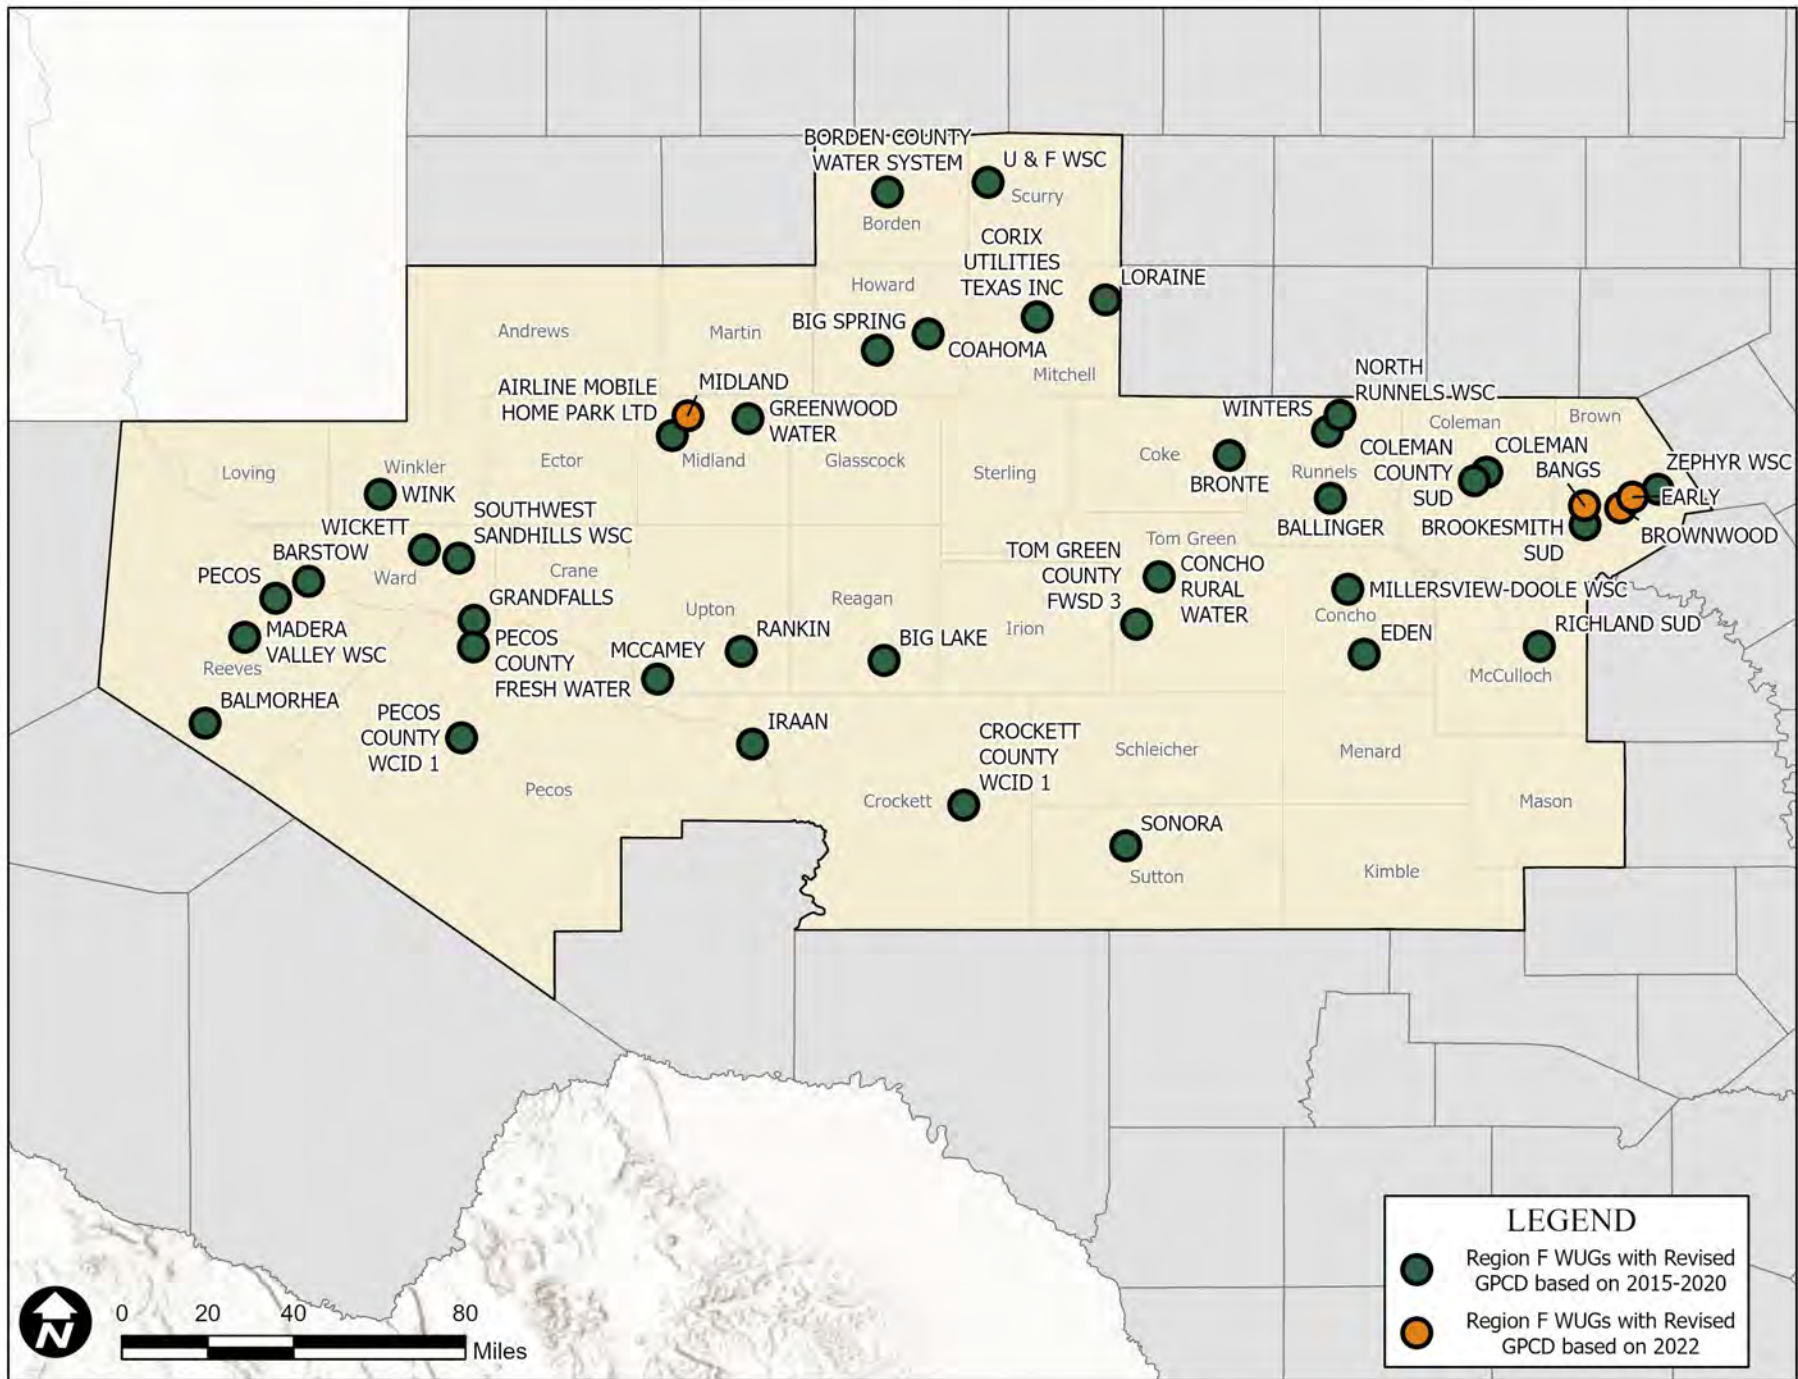 BORDEN COUNTY
WATER SYSTEM
U & F WSC
Scurry
Borden
CORIX
UTILITIES
TEXAS INC
LORAINE
Howard
BIG SPRING
COAHOMA
Andrews
Martin
Mitchell
AIRLINE MOBILE
HOME PARK LTD
MIDLAND
GREENWOOD
WATER
NORTH
RUNNELS WSC
WINTERS
Coleman
Brown
Loving
Winkler
Ector
Midland
Glasscock
Sterling
Coke
BRONTE
Runnels
COLEMAN
COUNTY
SUD
COLEMAN
BANGS
ZEPHYR WSC
EARLY
BROWNWOOD
BROOKESMITH
SUD
BALLINGER
WINK
WICKETT
SOUTHWEST
SANDHILLS WSC
BARSTOW
PECOS
Ward
Crane
Upton
Reagan
Irion
TOM GREEN
COUNTY
FWSD 3
Tom Green
CONCHO
RURAL
WATER
MILLERSVIEW-DOOLE WSC
Concho
EDEN
RICHLAND SUD
McCulloch
GRANDFALLS
MADERA
VALLEY WSC
Reeves
PECOS
COUNTY
FRESH WATER
MCCAMEY
RANKIN
BIG LAKE
BALMORHEA
PECOS
COUNTY
WCID 1
IRAAN
Pecos
CROCKETT
COUNTY
WCID 1
Crockett
Schleicher
Menard
Mason
SONORA
Sutton
Kimble
LEGEND
Region F WUGs with Revised
GPCD based on 2015-2020
Region F WUGs with Revised
GPCD based on 2022
N
0 20 40 80
Miles